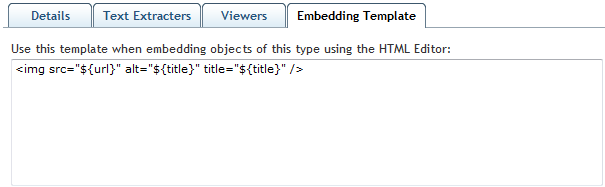 Details
Text Extracters
Viewers
Embedding Template
Use this template when embedding objects of this type using the HTML Editor:
<img src="${url}" alt="${title}" title="${title}" />